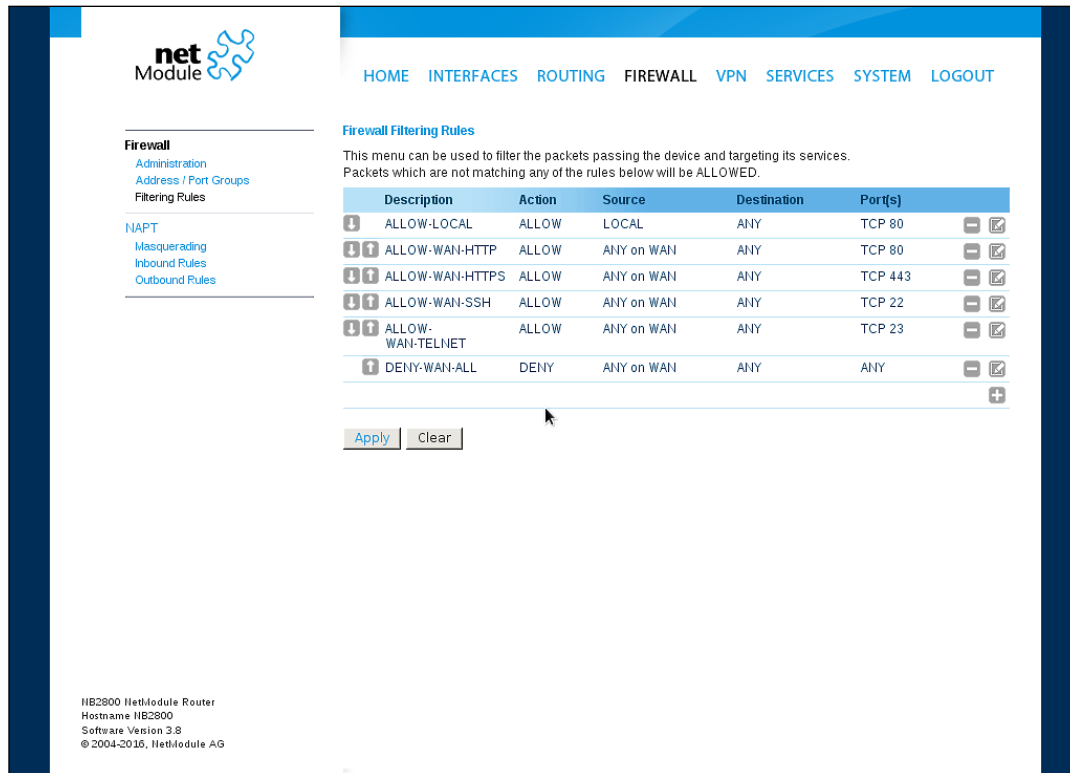 net
Module
HOME INTERFACES ROUTING FIREWALL VPN SERVICES SYSTEM LOGOUT
Firewall
Administration
Address / Port Groups
Filtering Rules
NAPT
Masquerading
Inbound Rules
Outbound Rules
Firewall Filtering Rules
This menu can be used to filter the packets passing the device and targeting its services.
Packets which are not matching any of the rules below will be ALLOWED.
Description Action Source Destination Port(s)
ALLOW-LOCAL ALLOW LOCAL ANY TCP 80
ALLOW-WAN-HTTP ALLOW ANY on WAN ANY TCP 80
ALLOW-WAN-HTTPS ALLOW ANY on WAN ANY TCP 443
ALLOW-WAN-SSH ALLOW ANY on WAN ANY TCP 22
ALLOW- ALLOW ANY on WAN ANY TCP 23
WAN-TELNET
DENY-WAN-ALL DENY ANY on WAN ANY ANY
Apply Clear
NB2800 NetModule Router
Hostname NB2800
Software Version 3.8
© 2004-2016, NetModule AG